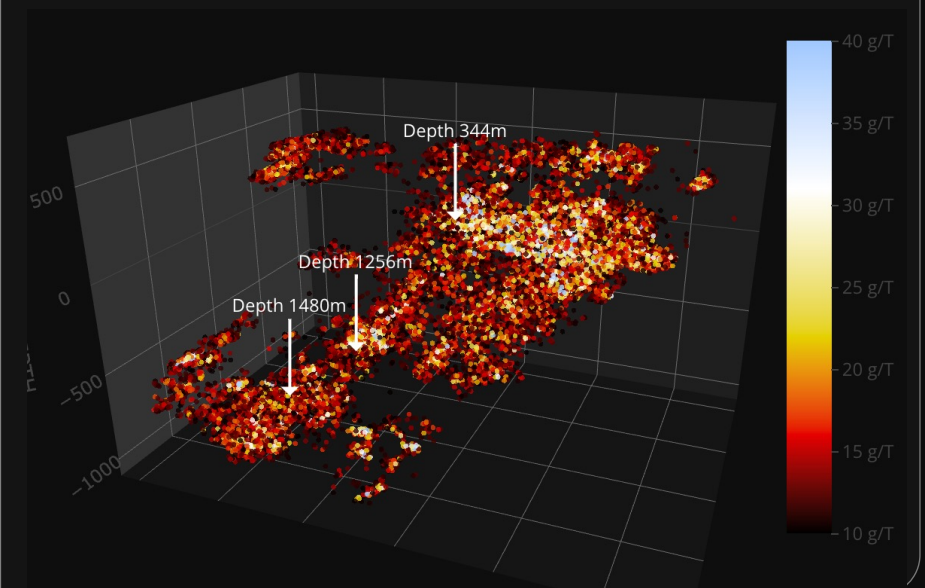 40 g/T
35 g/T
Depth 344m
30 g/T
500
Depth 1256m
25 g/T
0
Depth 1480m
20 g/T
−500
15 g/T
−1000
10 g/T